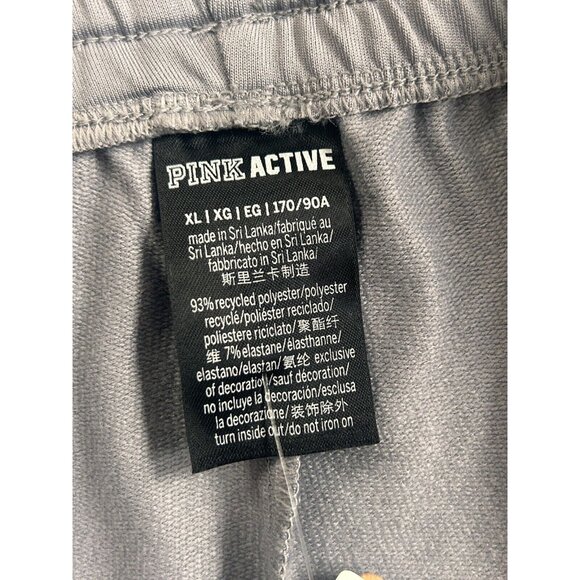 PINK ACTIVE
XL | XG | EG | 170/90A
made in Sri Lanka/fabriqué au
Sri Lanka/hecho en Sri Lanka/
fabbricato in Sri Lanka/
斯里兰卡制造
93% recycled polyester/polyester
recyclé/poliéster reciclado/
poliestere riciclato/聚酯纤
维 7% elastane/élasthanne/
elastano/elastan/氨纶 exclusive
of decoration/sauf décoration/
no incluye la decoración/esclusa
la decorazione/装饰除外
turn inside out/do not iron on